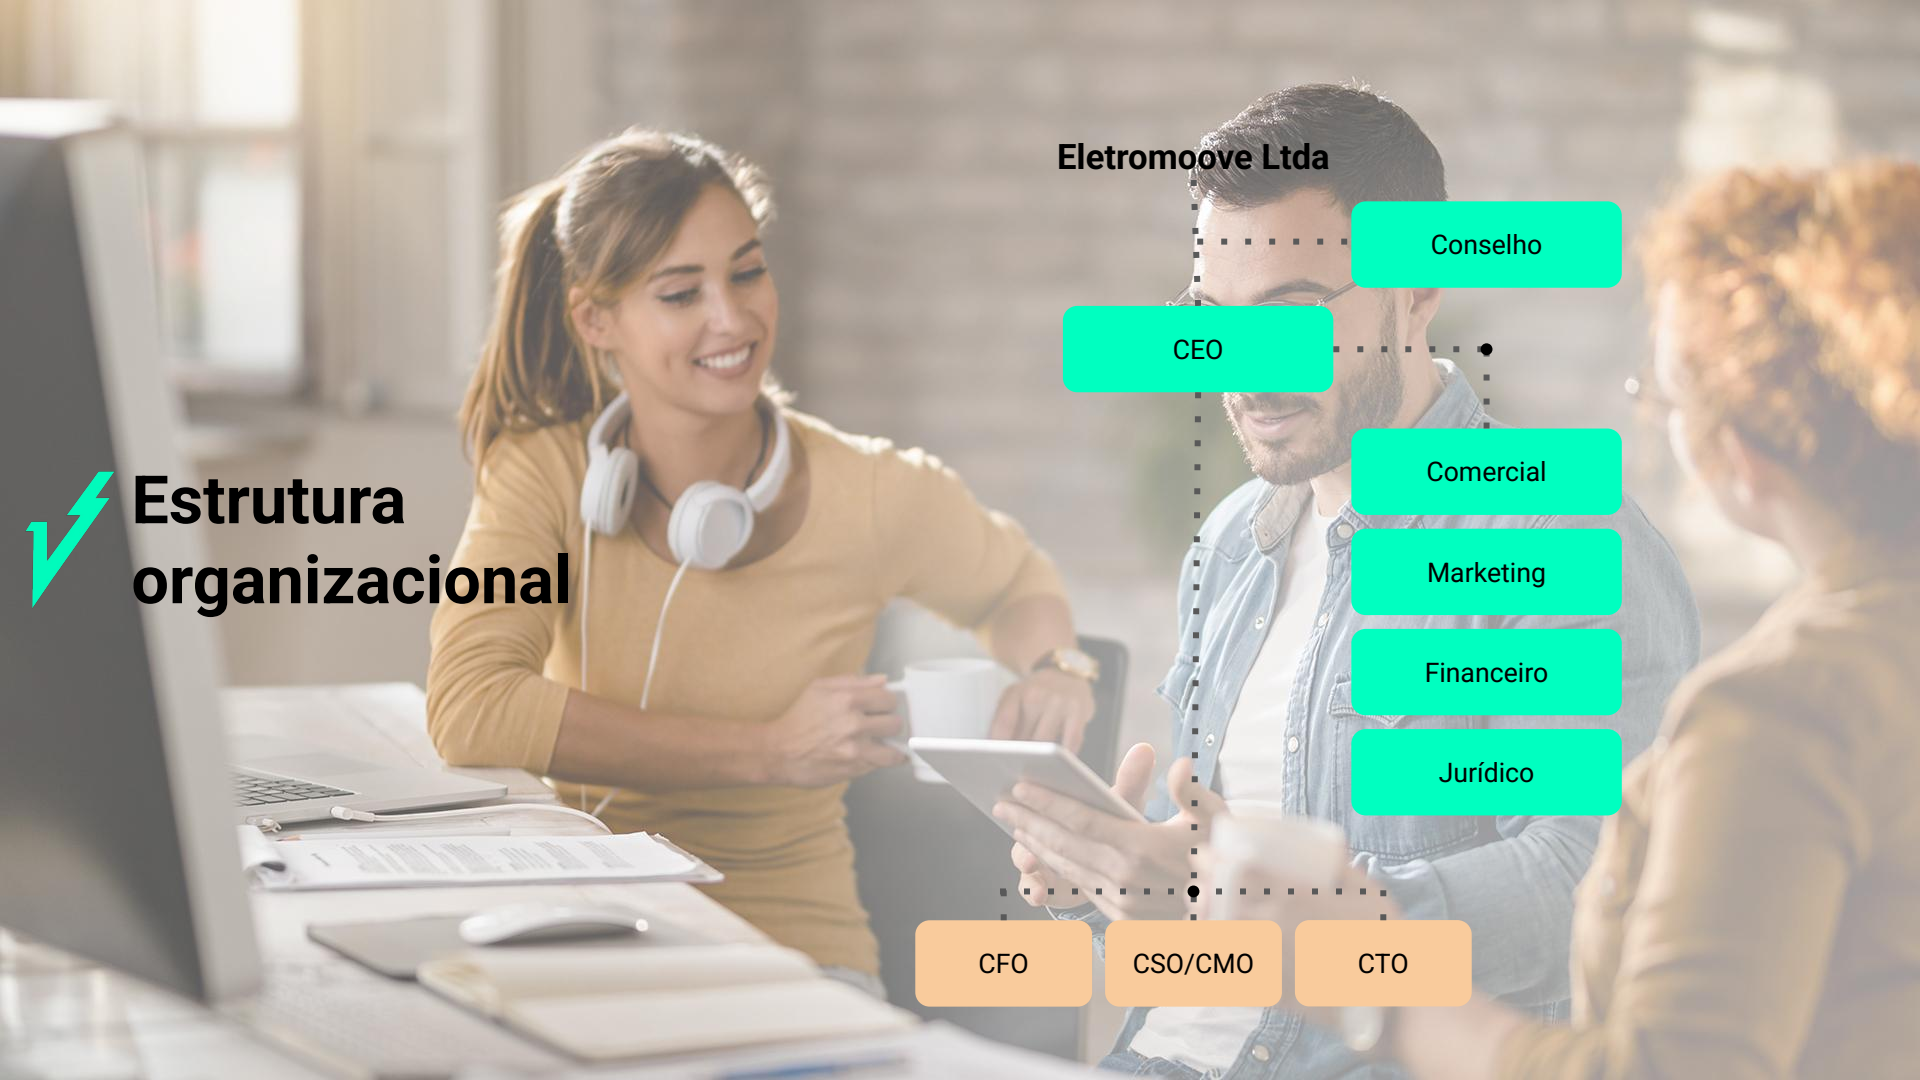 Estrutura
organizacional
Eletromoove Ltda
Conselho
CEO
Comercial
Marketing
Financeiro
Jurídico
CFO
CSO/CMO
CTO